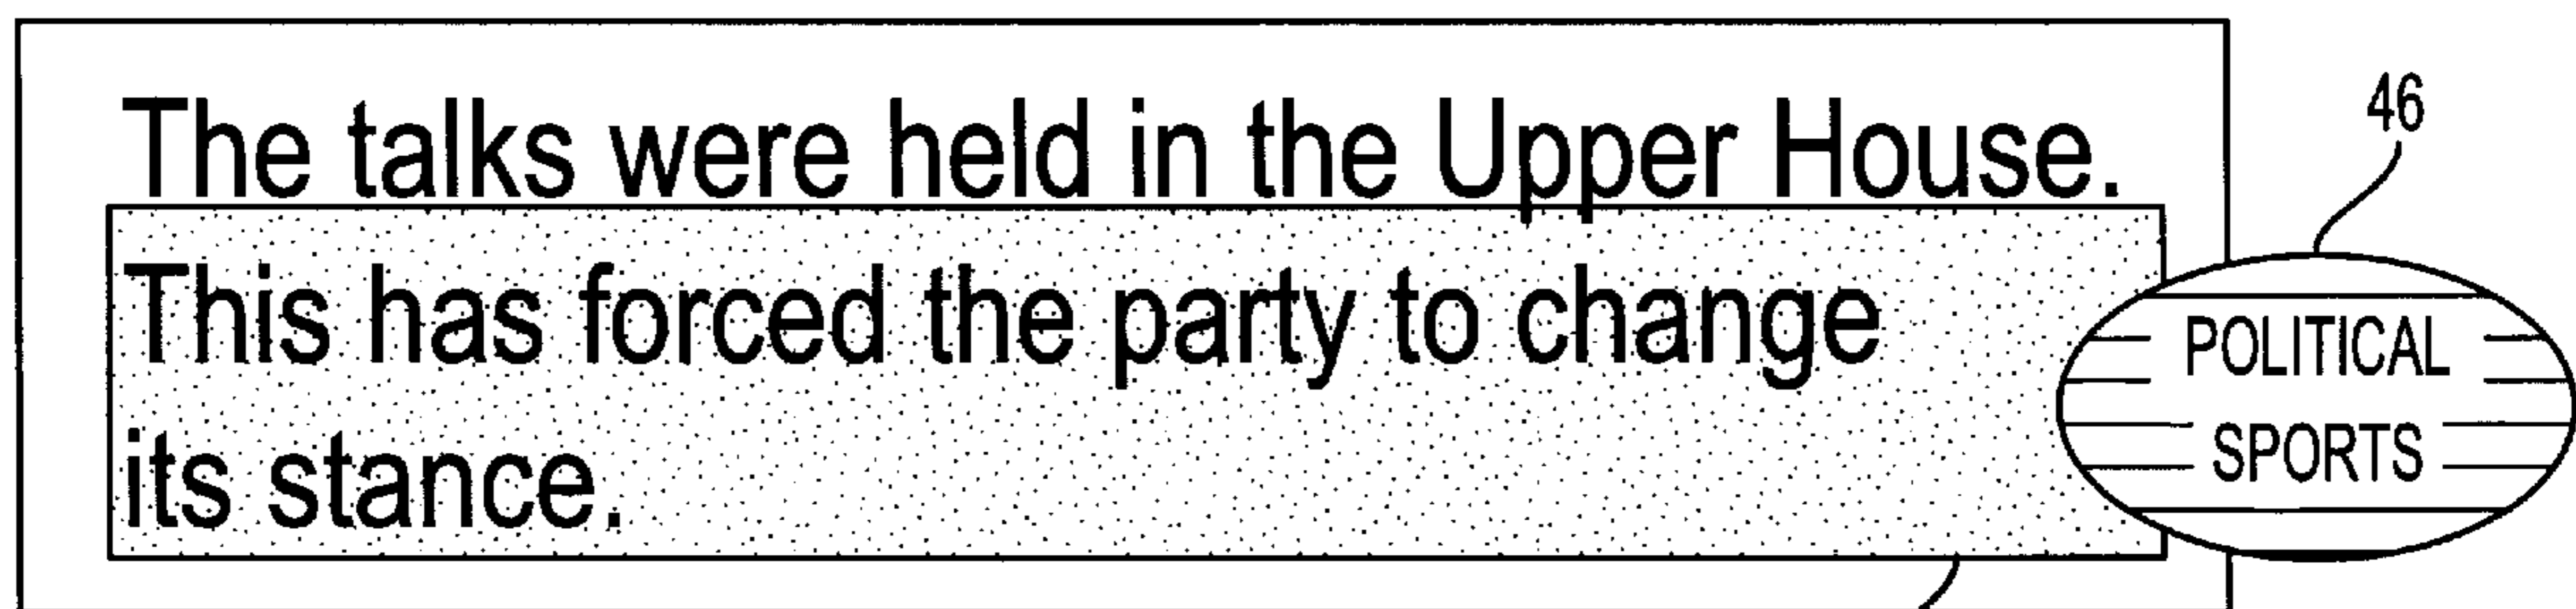 The talks were held in the Upper House.
46
This has forced the party to change
its stance.
POLITICAL
SPORTS